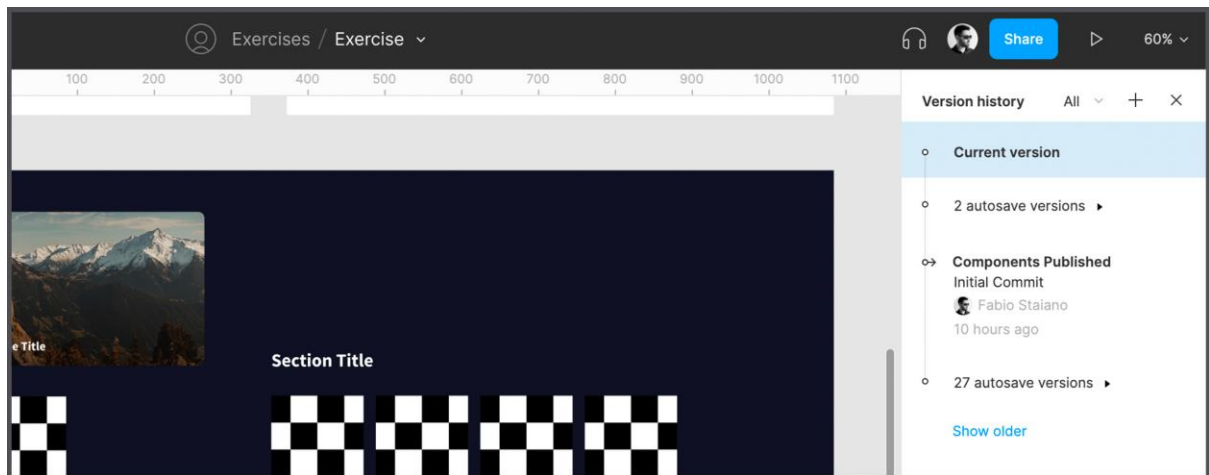 Exercises / Exercise
Share
60%
100 200 300 400 500 600 700 800 900 1000 1100
Version history All
Current version
2 autosave versions
Components Published
Initial Commit
Fabio Staiano
10 hours ago
27 autosave versions
Show older
e Title
Section Title